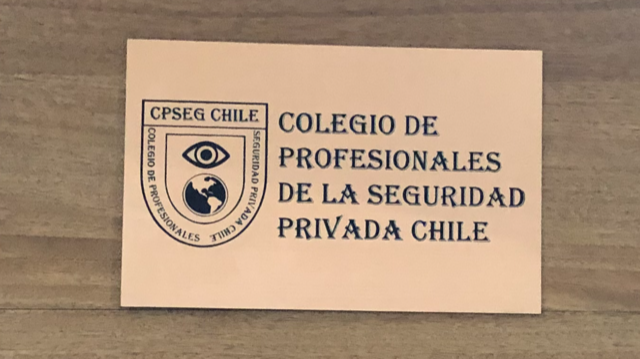 CPSEG CHILE
COLEGIO DE PROFESIONALES
SEGURIDAD PRIVADA CHILE
COLEGIO DE
PROFESIONALES
DE LA SEGURIDAD
PRIVADA CHILE